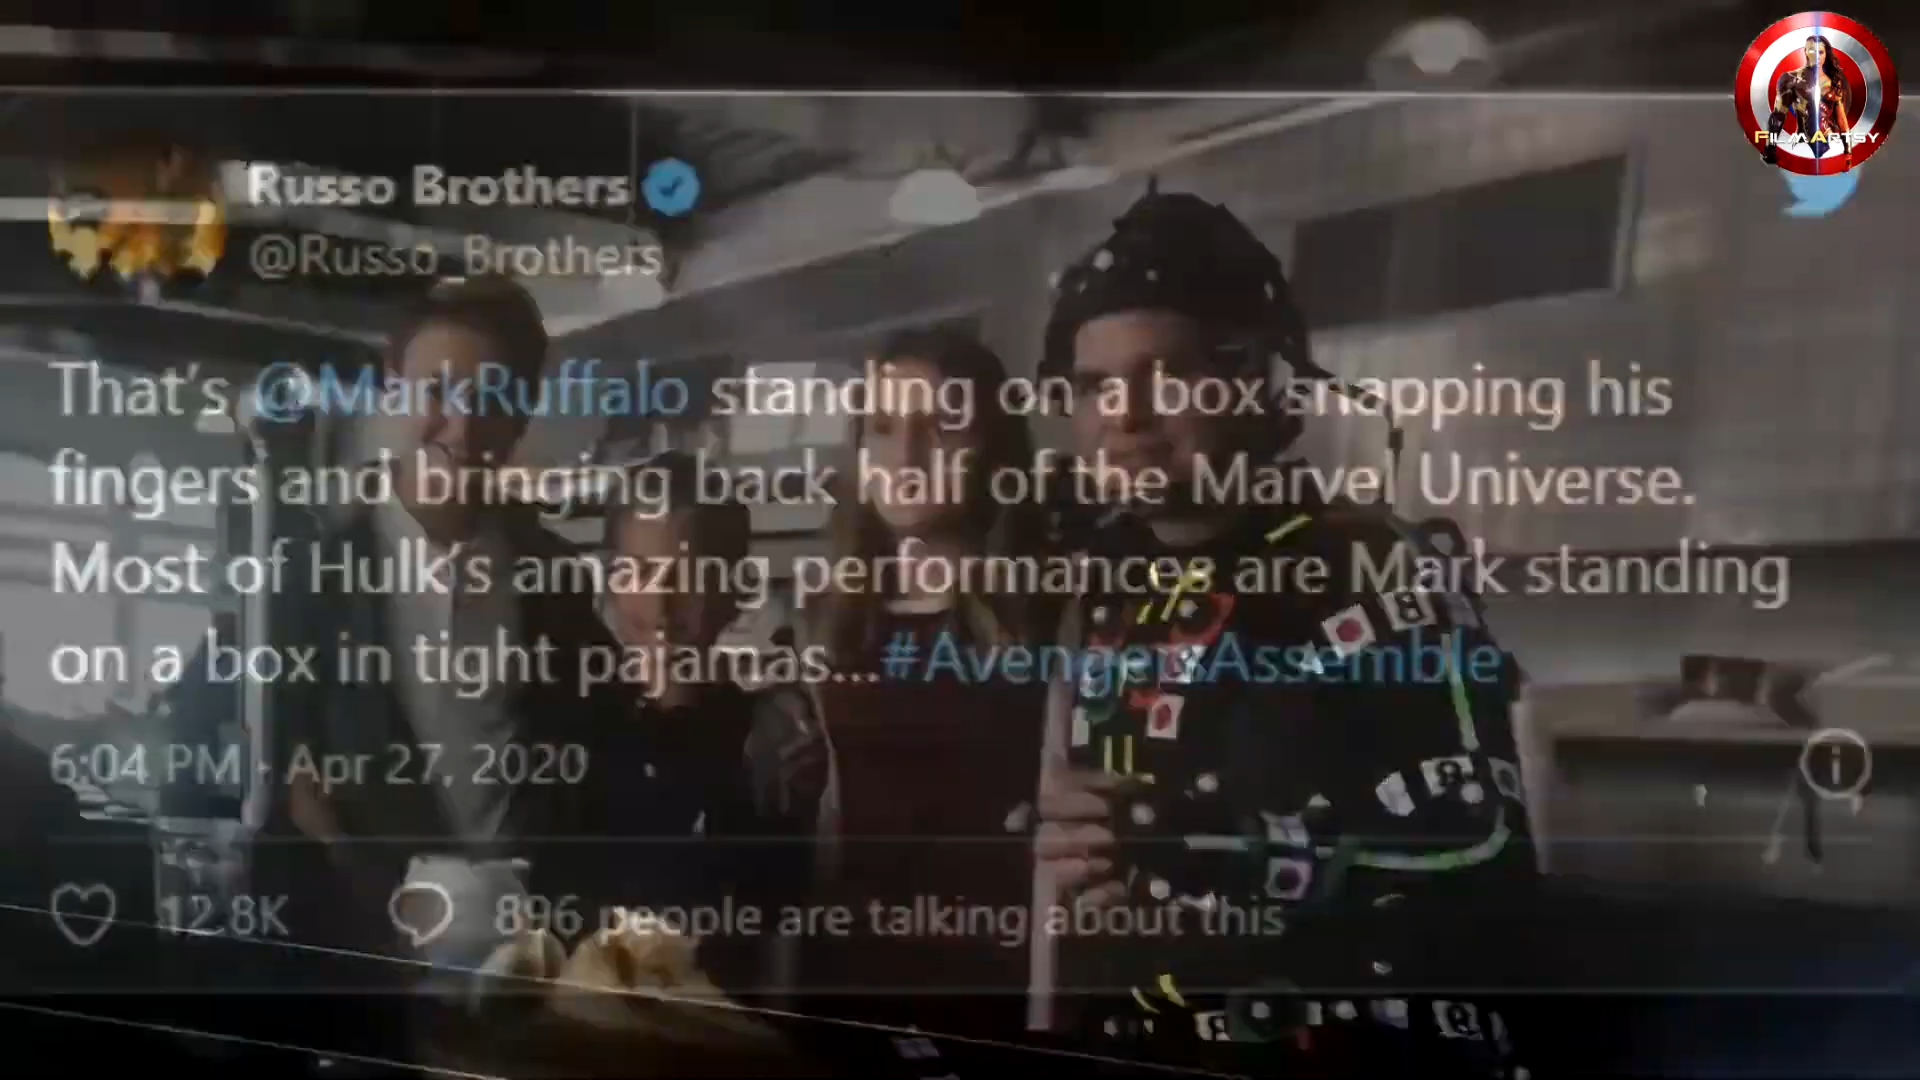 FILMARTSY
Russo Brothers
@Russo_Brothers
That's @MarkRuffalo standing on a box snapping his
fingers and bringing back half of the Marvel Universe.
Most of Hulk's amazing performances are Mark standing
on a box in tight pajamas...#AvengersAssemble
6:04 PM · Apr 27, 2020
12.8K 896 people are talking about this